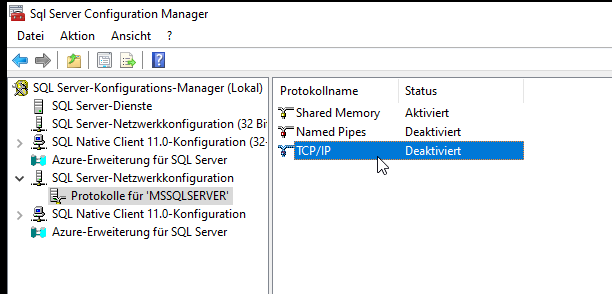 Sql Server Configuration Manager
Datei Aktion Ansicht ?
SQL Server-Konfigurations-Manager (Lokal)
SQL Server-Dienste
SQL Server-Netzwerkkonfiguration (32 Bi
SQL Native Client 11.0-Konfiguration (32-
Azure-Erweiterung für SQL Server
SQL Server-Netzwerkkonfiguration
Protokolle für 'MSSQLSERVER'
SQL Native Client 11.0-Konfiguration
Azure-Erweiterung für SQL Server
Protokollname Status
Shared Memory Aktiviert
Named Pipes Deaktiviert
TCP/IP Deaktiviert